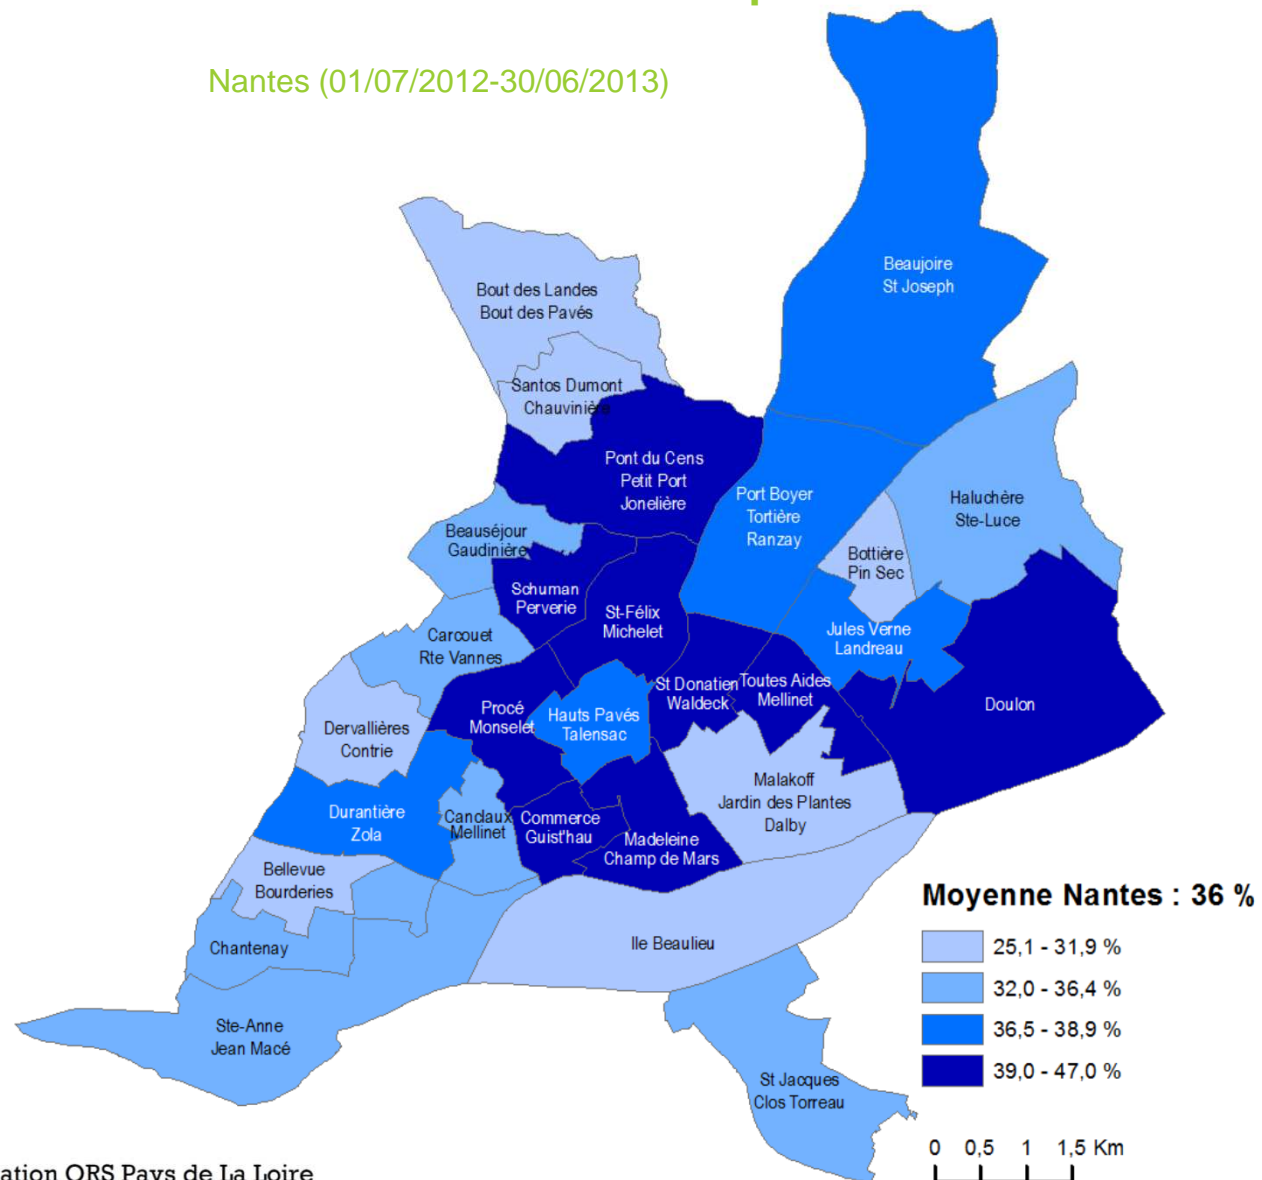 Nantes (01/07/2012-30/06/2013)
Beaujoire
St Joseph
Bout des Landes
Bout des Pavés
Santos Dumont
Chauvinière
Pont du Cens
Petit Port
Jonelière
Port Boyer
Tortière
Ranzay
Haluchère
Ste-Luce
Beauséjour
Gaudinière
Bottière
Pin Sec
Schuman
Perverie
St-Félix
Michelet
Jules Verne
Landreau
Carcouet
Rte Vannes
St Donatien
Waldeck
Toutes Aides
Mellinet
Doulon
Procé
Monselet
Hauts Pavés
Talensac
Dervallières
Contrie
Malakoff
Jardin des Plantes
Dalby
Durantière
Zola
Canclaux
Mellinet
Commerce
Guist'hau
Madeleine
Champ de Mars
Bellevue
Bourderies
Chantenay
Ile Beaulieu
Ste-Anne
Jean Macé
St Jacques
Clos Torreau
Moyenne Nantes : 36 %
25,1 - 31,9 %
32,0 - 36,4 %
36,5 - 38,9 %
39,0 - 47,0 %
0 0,5 1 1,5 Km
ation ORS Pays de La Loire